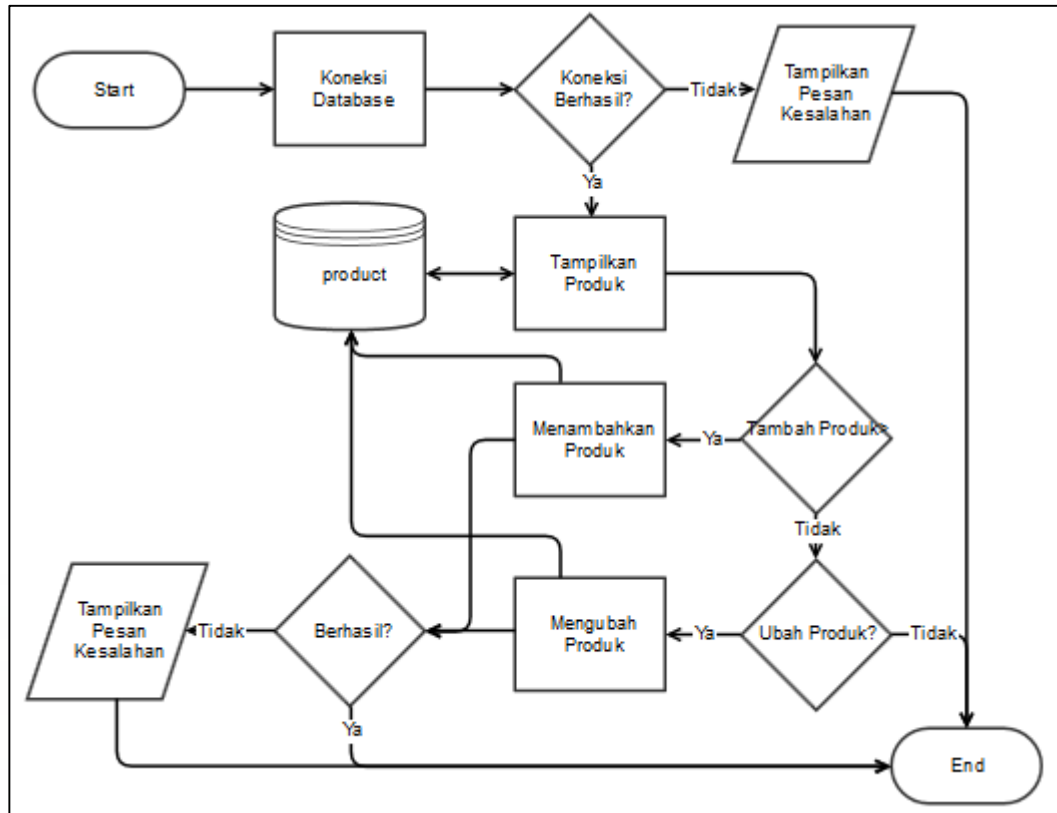 Start
Koneksi
Database
Koneksi
Berhasil?
Tidak
Tampilkan
Pesan
Kesalahan
Ya
product
Tampilkan
Produk
Menambahkan
Produk
Ya
Tambah Produk?
Tidak
Tampilkan
Pesan
Kesalahan
Tidak
Berhasil?
Mengubah
Produk
Ya
Ubah Produk?
Tidak
Ya
End